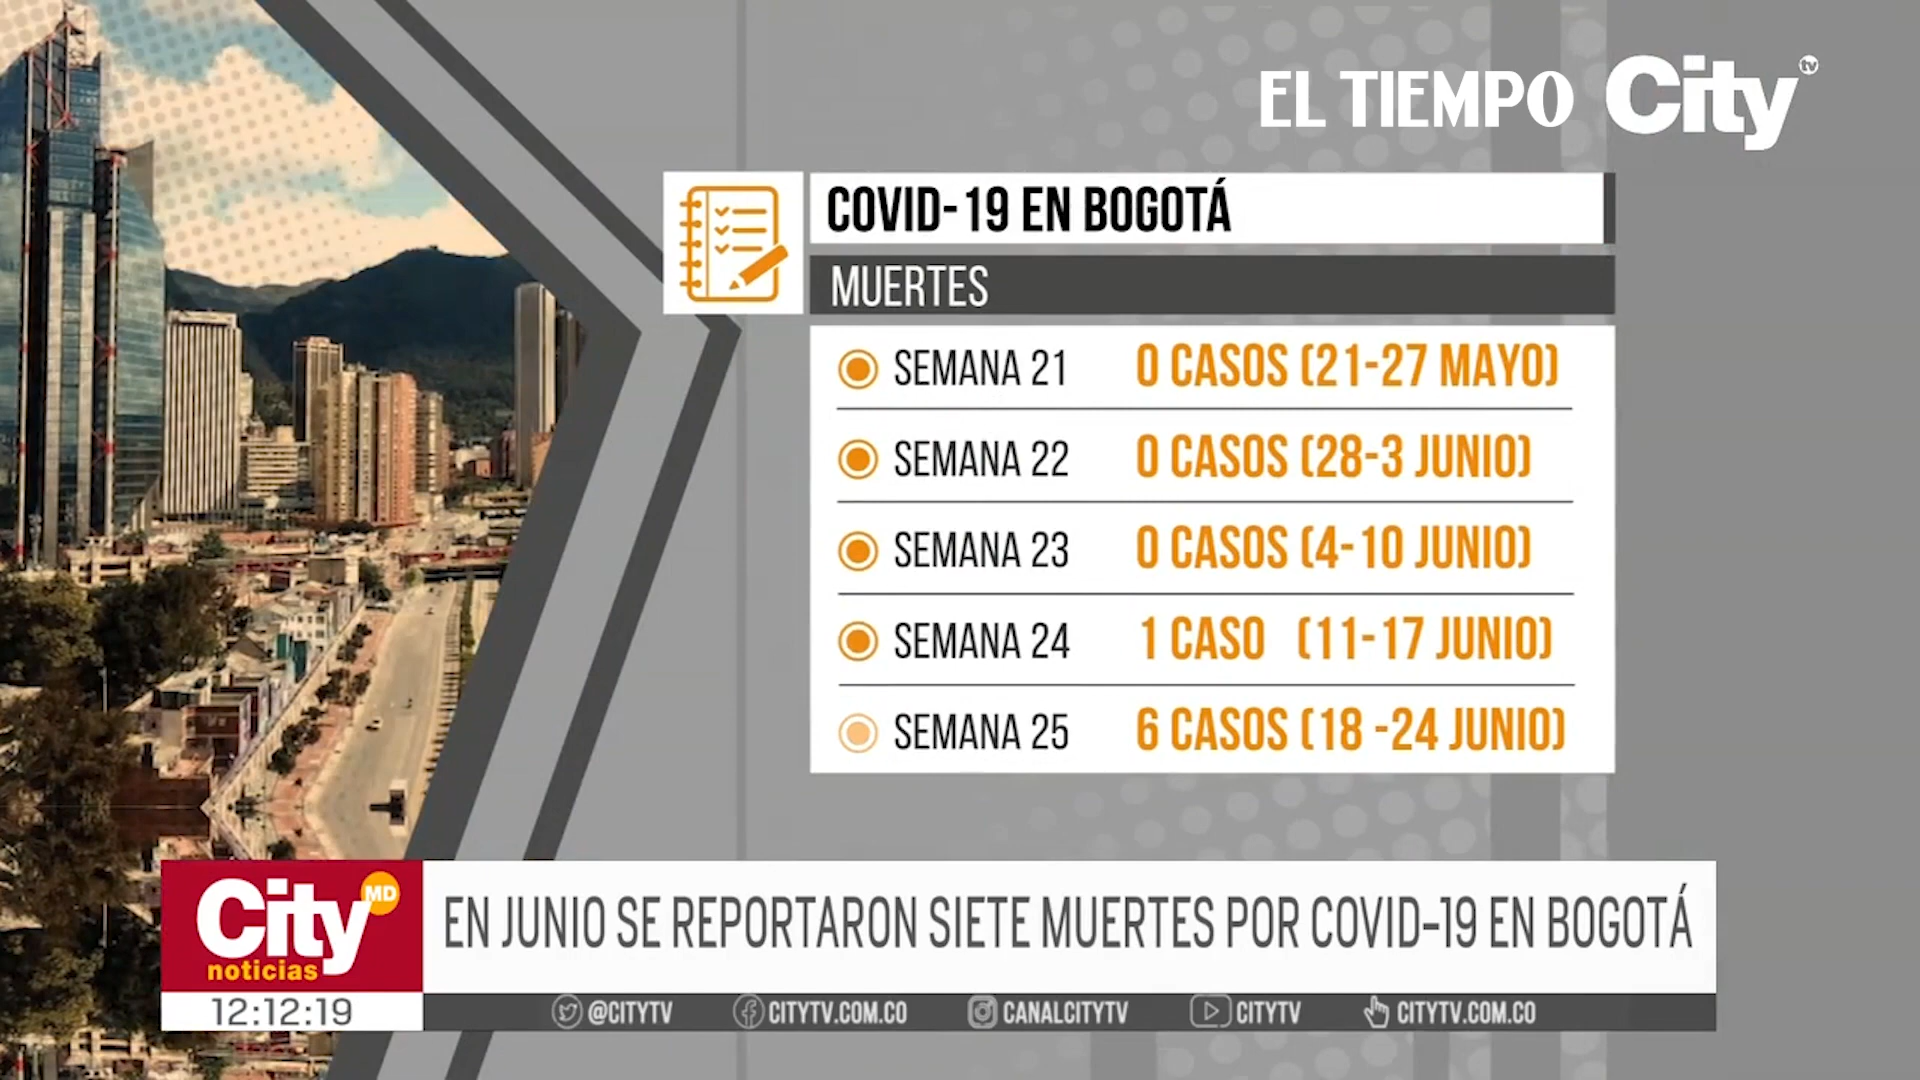 EL TIEMPO City tv
COVID-19 EN BOGOTÁ
MUERTES
SEMANA 21 0 CASOS (21-27 MAYO)
SEMANA 22 0 CASOS (28-3 JUNIO)
SEMANA 23 0 CASOS (4-10 JUNIO)
SEMANA 24 1 CASO (11-17 JUNIO)
SEMANA 25 6 CASOS (18 -24 JUNIO)
City MD
noticias
EN JUNIO SE REPORTARON SIETE MUERTES POR COVID-19 EN BOGOTÁ
12:12:19
@CITYTV CITYTV.COM.CO CANALCITYTV CITYTV CITYTV.COM.CO